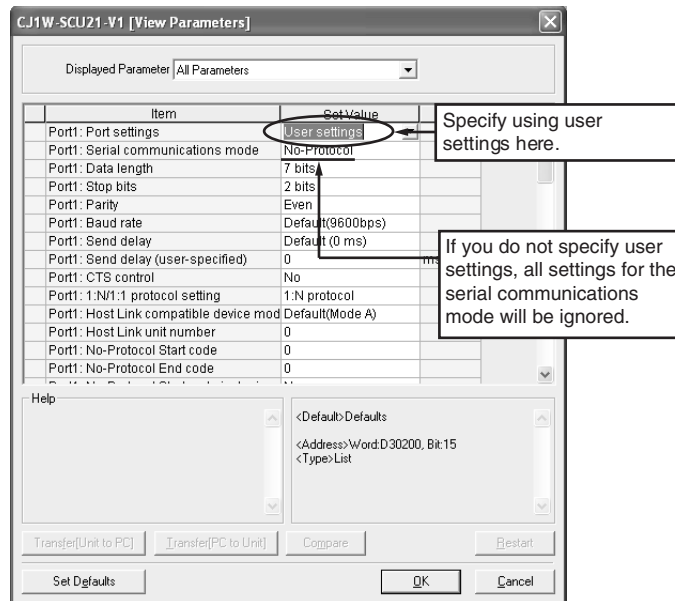 CJ1W-SCU21-V1 [View Parameters]
Displayed Parameter All Parameters
Item Set Value
Port1: Port settings User settings
Port1: Serial communications mode No-Protocol
Port1: Data length 7 bits
Port1: Stop bits 2 bits
Port1: Parity Even
Port1: Baud rate Default(9600bps)
Port1: Send delay Default (0 ms)
Port1: Send delay (user-specified) 0
Port1: CTS control No
Port1: 1:N/1:1 protocol setting 1:N protocol
Port1: Host Link compatible device mod Default(Mode A)
Port1: Host Link unit number 0
Port1: No-Protocol Start code 0
Port1: No-Protocol End code 0
Specify using user
settings here.
If you do not specify user
settings, all settings for the
serial communications
mode will be ignored.
Help
<Default>Defaults
<Address>Word:D30200, Bit:15
<Type>List
Transfer[Unit to PC] Transfer[PC to Unit] Compare Restart
Set Defaults OK Cancel